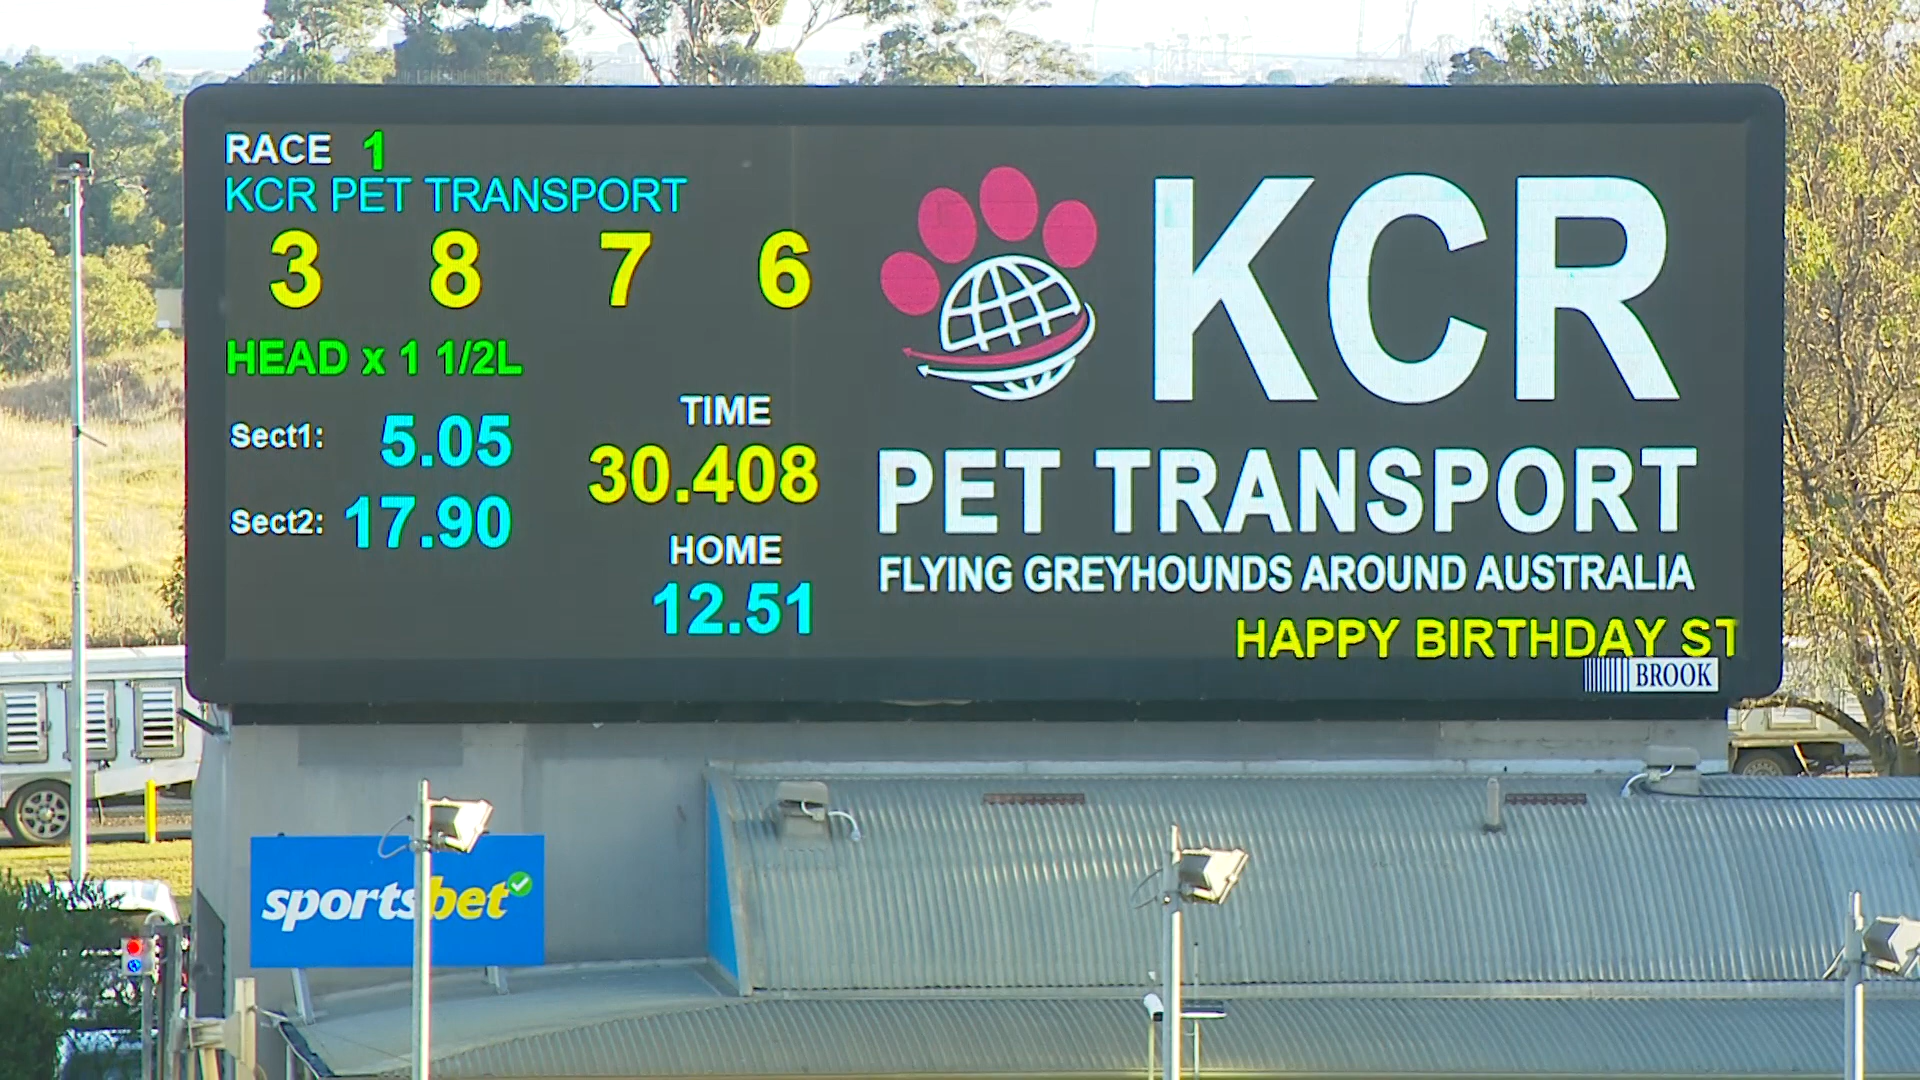 RACE 1
KCR PET TRANSPORT
3 8 7 6
HEAD x 1 1/2L
Sect1: 5.05
Sect2: 17.90
TIME
30.408
HOME
12.51
KCR
PET TRANSPORT
FLYING GREYHOUNDS AROUND AUSTRALIA
HAPPY BIRTHDAY ST
BROOK
sportsbet